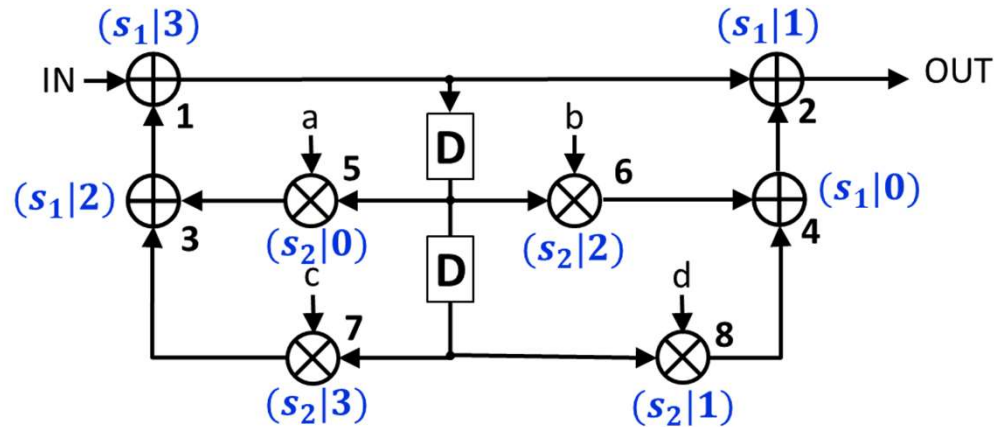 (s₁|3)
(s₁|1)
IN
OUT
1
2
D
a
b
5
6
(s₁|2)
(s₁|0)
3
4
(s₂|0)
(s₂|2)
D
c
d
7
8
(s₂|3)
(s₂|1)